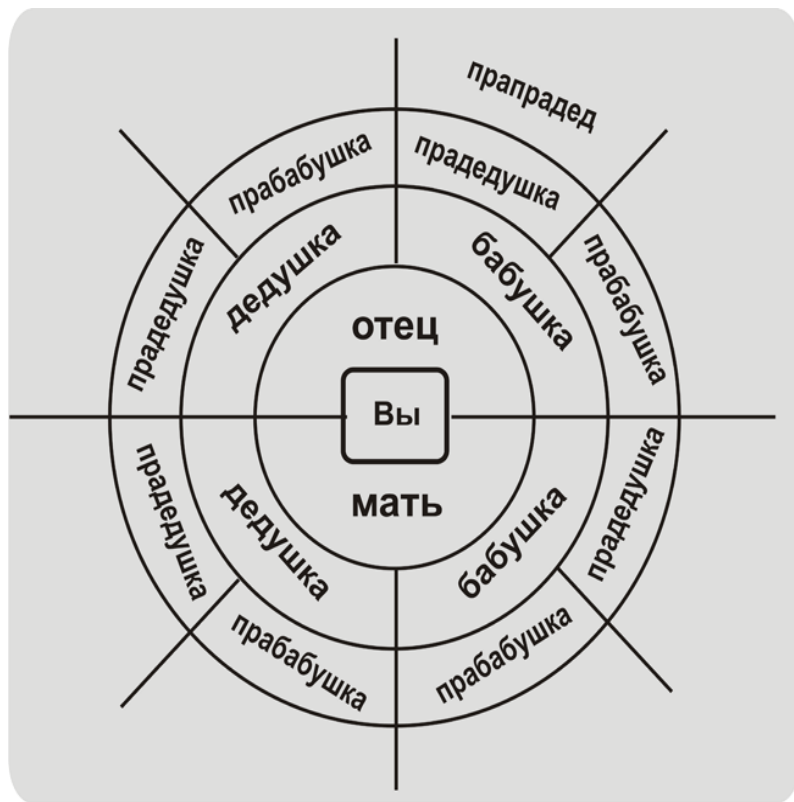 прапрадед
прабабушка
прадедушка
прадедушка
дедушка
бабушка
прабабушка
отец
Вы
мать
прадедушка
дедушка
бабушка
прадедушка
прабабушка
прабабушка